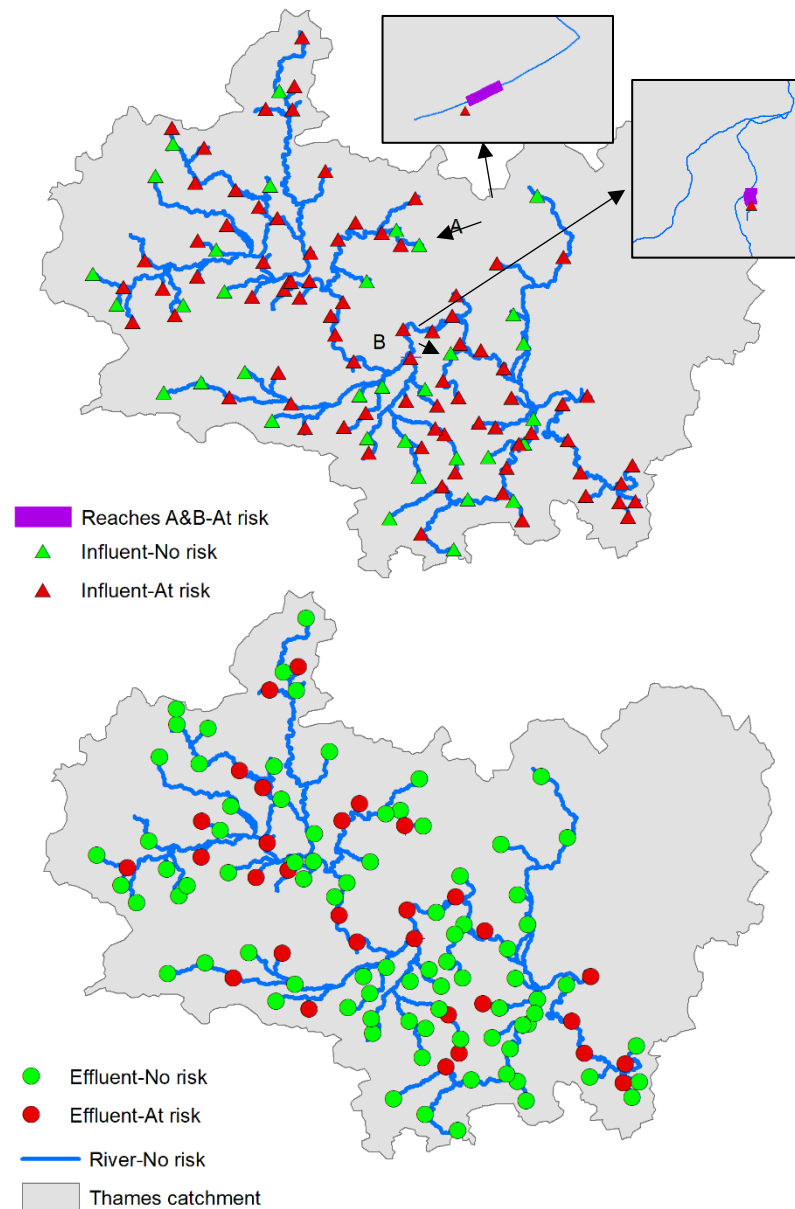 A
B
Reaches A&B-At risk
Influent-No risk
Influent-At risk
Effluent-No risk
Effluent-At risk
River-No risk
Thames catchment